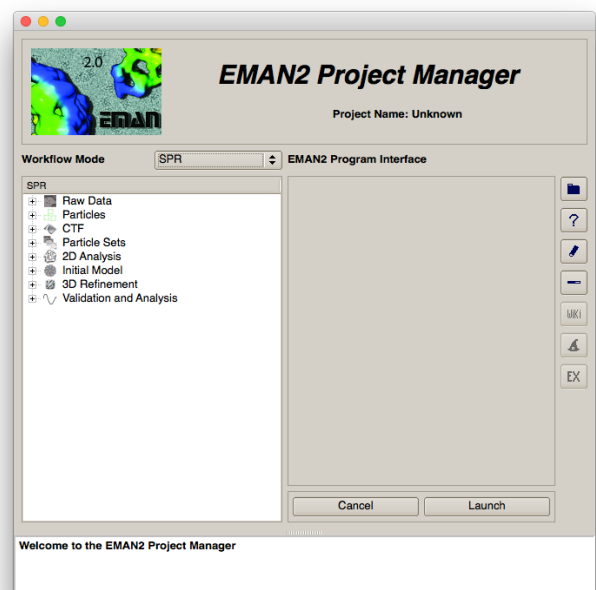 2.0
EMAN
EMAN2 Project Manager
Project Name: Unknown
Workflow Mode
SPR
EMAN2 Program Interface
SPR
Raw Data
Particles
CTF
Particle Sets
2D Analysis
Initial Model
3D Refinement
Validation and Analysis
?
WKi
EX
Cancel
Launch
Welcome to the EMAN2 Project Manager